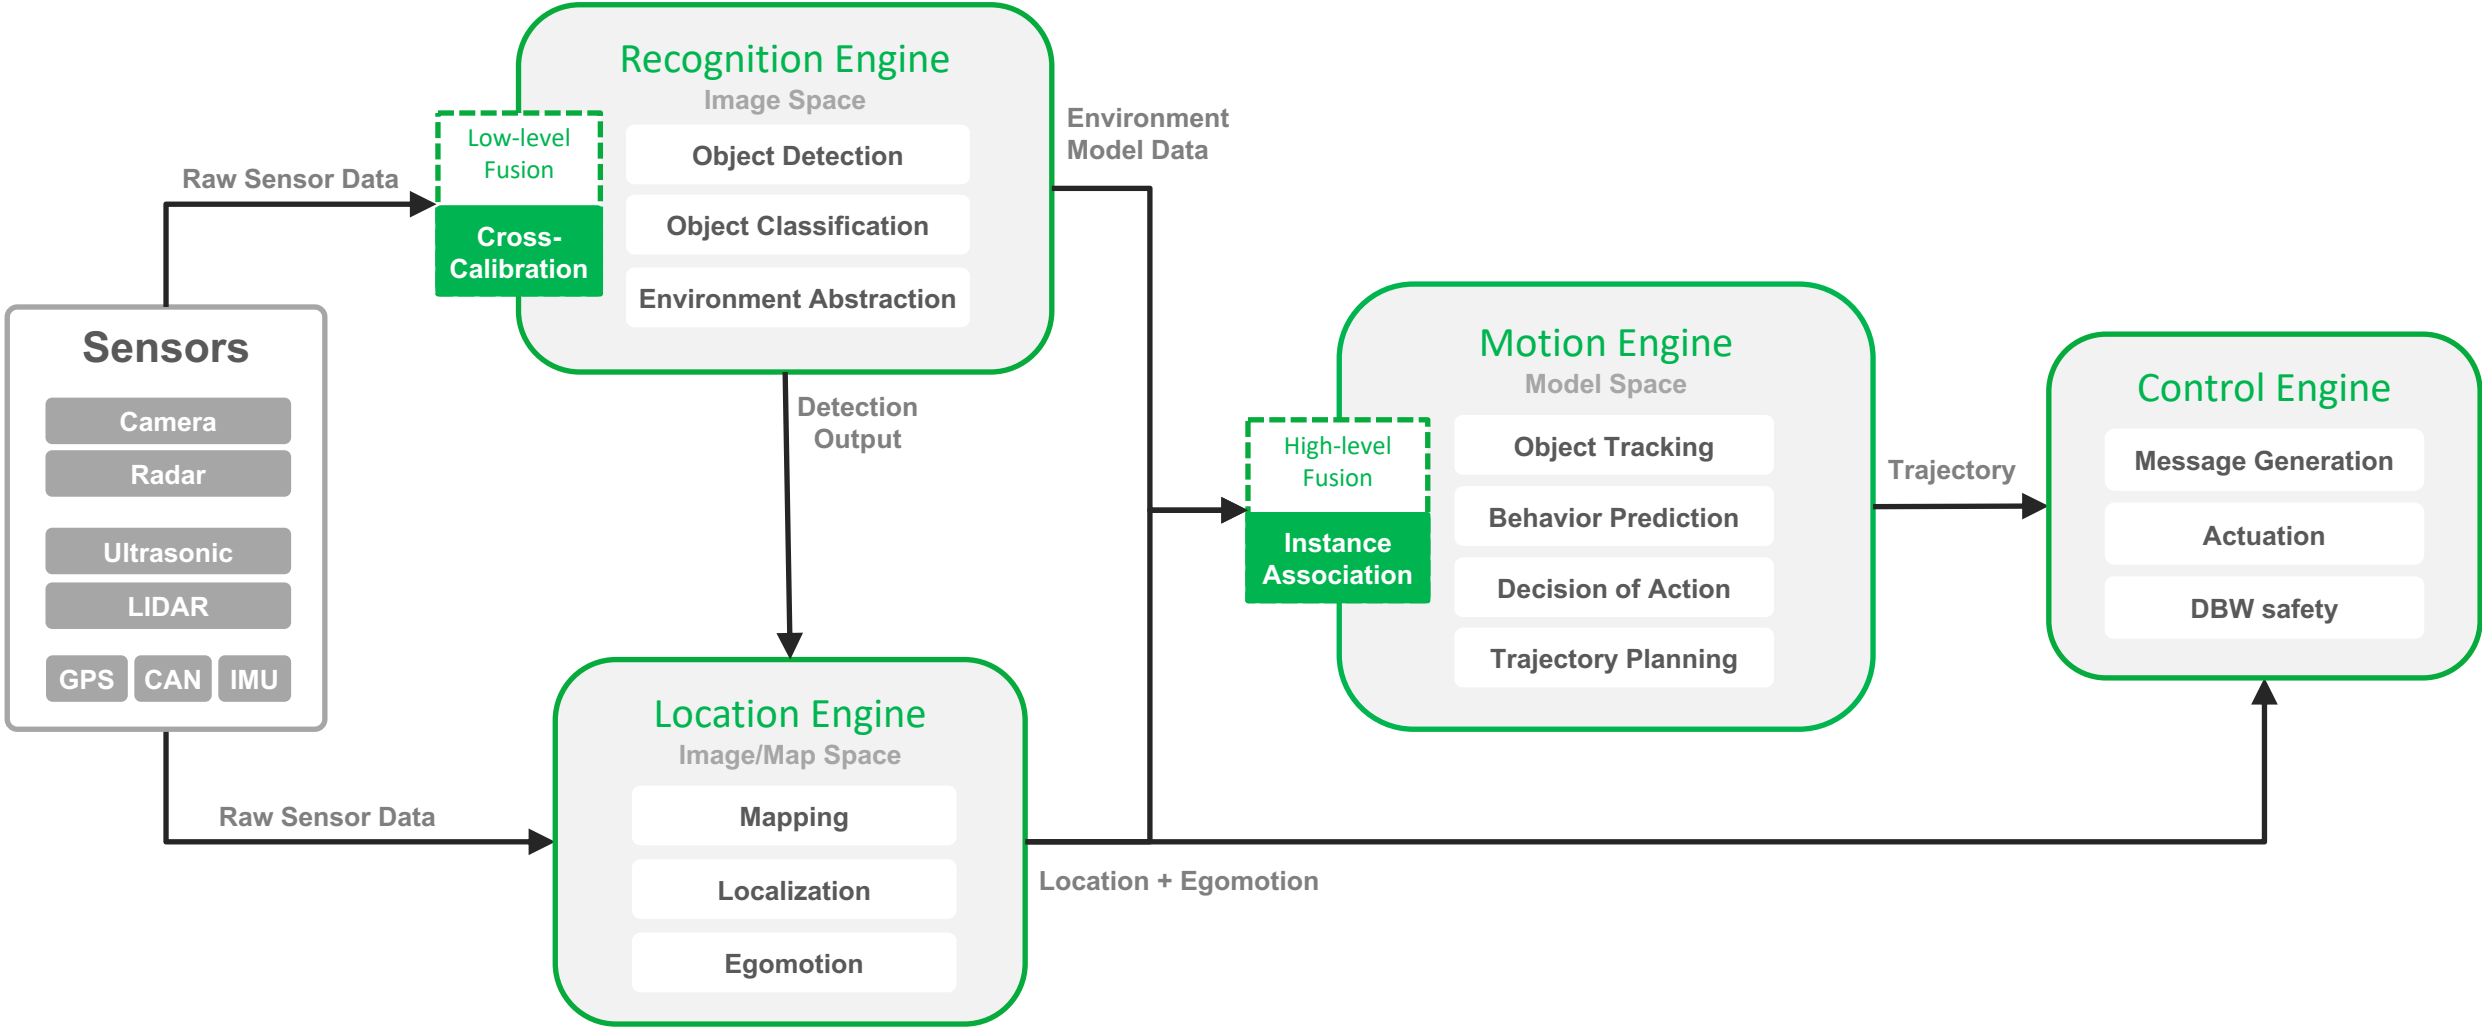 Recognition Engine
Image Space
Low-level
Fusion
Cross-
Calibration
Object Detection
Object Classification
Environment Abstraction
Raw Sensor Data
Environment
Model Data
Sensors
Camera
Radar
Ultrasonic
LIDAR
GPS CAN IMU
Detection
Output
Raw Sensor Data
Location Engine
Image/Map Space
Mapping
Localization
Egomotion
Location + Egomotion
Motion Engine
Model Space
High-level
Fusion
Instance
Association
Object Tracking
Behavior Prediction
Decision of Action
Trajectory Planning
Trajectory
Control Engine
Message Generation
Actuation
DBW safety